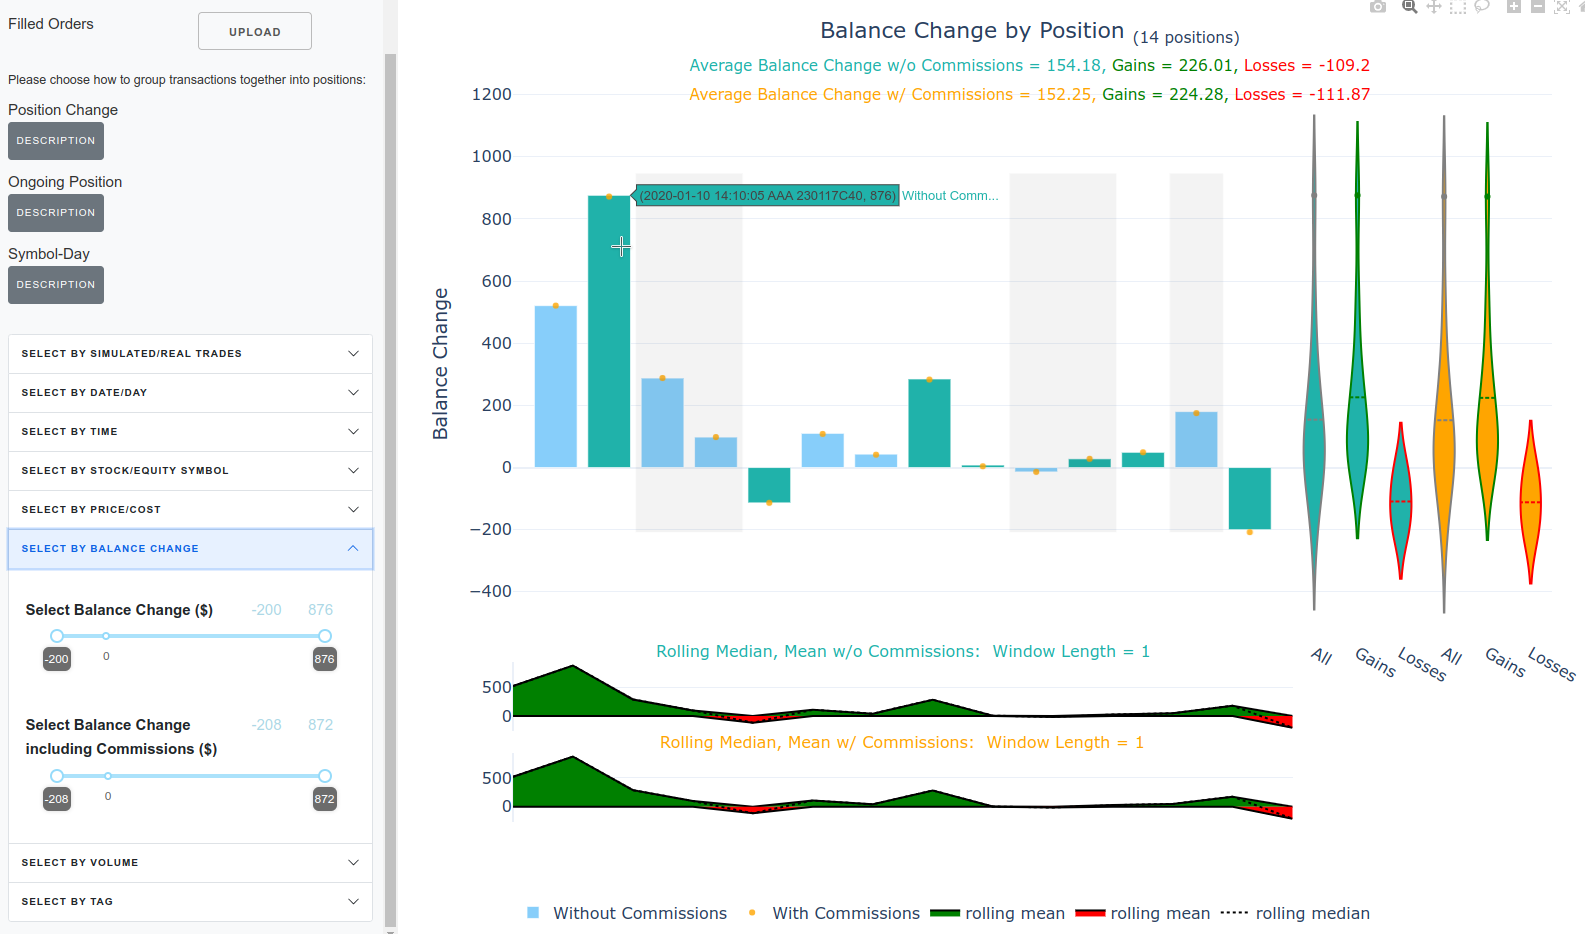 Filled Orders
UPLOAD
Please choose how to group transactions together into positions:
Position Change
DESCRIPTION
Ongoing Position
DESCRIPTION
Symbol-Day
DESCRIPTION
SELECT BY SIMULATED/REAL TRADES
SELECT BY DATE/DAY
SELECT BY TIME
SELECT BY STOCK/EQUITY SYMBOL
SELECT BY PRICE/COST
SELECT BY BALANCE CHANGE
Select Balance Change ($) -200 876
-200 0 876
Select Balance Change -208 872
including Commissions ($)
-208 0 872
SELECT BY VOLUME
SELECT BY TAG
Balance Change by Position (14 positions)
Average Balance Change w/o Commissions = 154.18, Gains = 226.01, Losses = -109.2
Average Balance Change w/ Commissions = 152.25, Gains = 224.28, Losses = -111.87
1200
1000
(2020-01-10 14:10:05 AAA 230117C40, 876) Without Comm...
800
600
400
200
0
−200
−400
Balance Change
All Gains Losses All Gains Losses
Rolling Median, Mean w/o Commissions: Window Length = 1
500
0
Rolling Median, Mean w/ Commissions: Window Length = 1
500
0
Without Commissions With Commissions rolling mean rolling mean rolling median